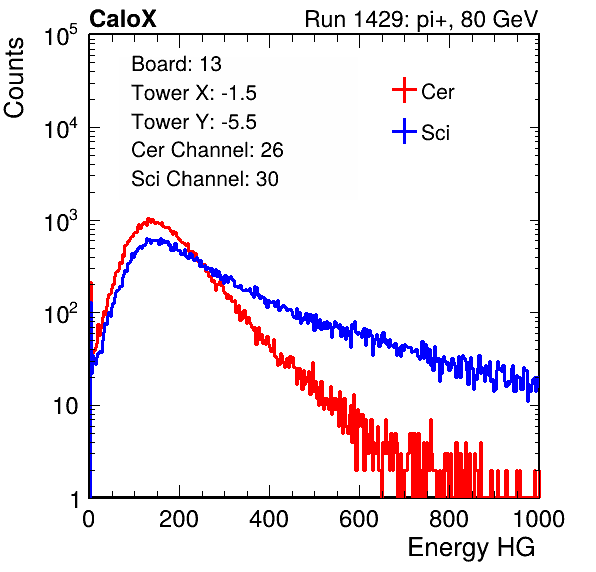 CaloX Run 1429: pi+, 80 GeV
Board: 13
Tower X: -1.5
Tower Y: -5.5
Cer Channel: 26
Sci Channel: 30
Cer
Sci
Counts
10^5
10^4
10^3
10^2
10
1
0 200 400 600 800 1000
Energy HG